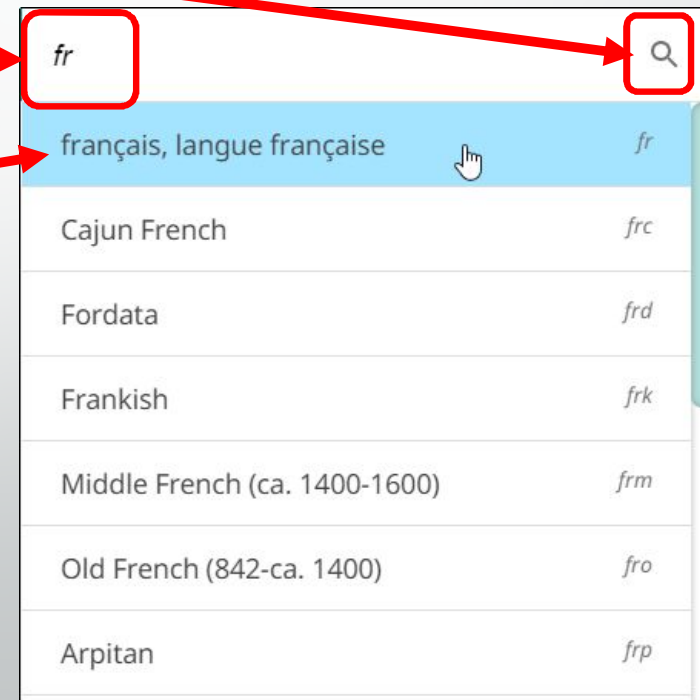 fr
français, langue française fr
Cajun French frc
Fordata frd
Frankish frk
Middle French (ca. 1400-1600) frm
Old French (842-ca. 1400) fro
Arpitan frp